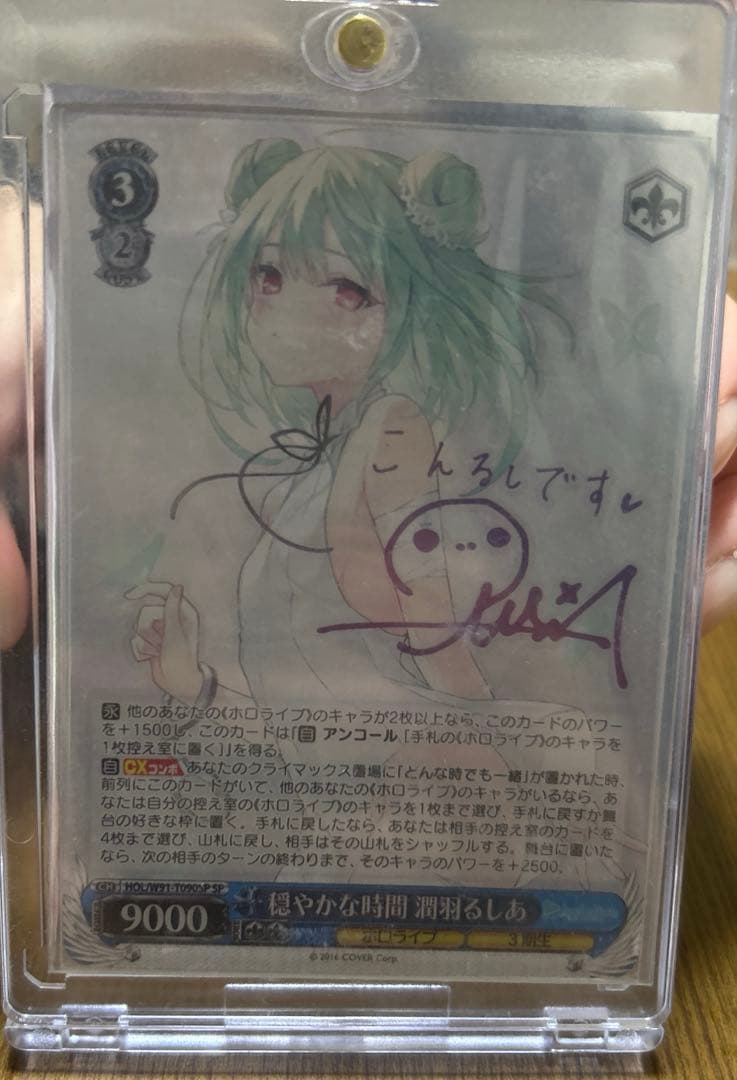 3
2
こんるしです♥
永 他のあなたの《ホロライブ》のキャラが2枚以上なら、このカードのパワー
を+1500し、このカードは「自 アンコール [手札の《ホロライブ》のキャラを
1枚控え室に置く]」を得る。
自 CXコンボ あなたのクライマックス置場に「どんな時でも一緒」が置かれた時、
前列にこのカードがいて、他のあなたの《ホロライブ》のキャラがいるなら、あ
なたは自分の控え室の《ホロライブ》のキャラを1枚まで選び、手札に戻すか舞
台の好きな枠に置く。手札に戻したなら、あなたは相手の控え室のカードを
4枚まで選び、山札に戻し、相手はその山札をシャッフルする。舞台に置いた
なら、次の相手のターンの終わりまで、そのキャラのパワーを+2500。
CH HOL/W91-T090SP SP
9000 穏やかな時間 潤羽るしあ
ホロライブ 3期生
© 2016 COVER Corp.